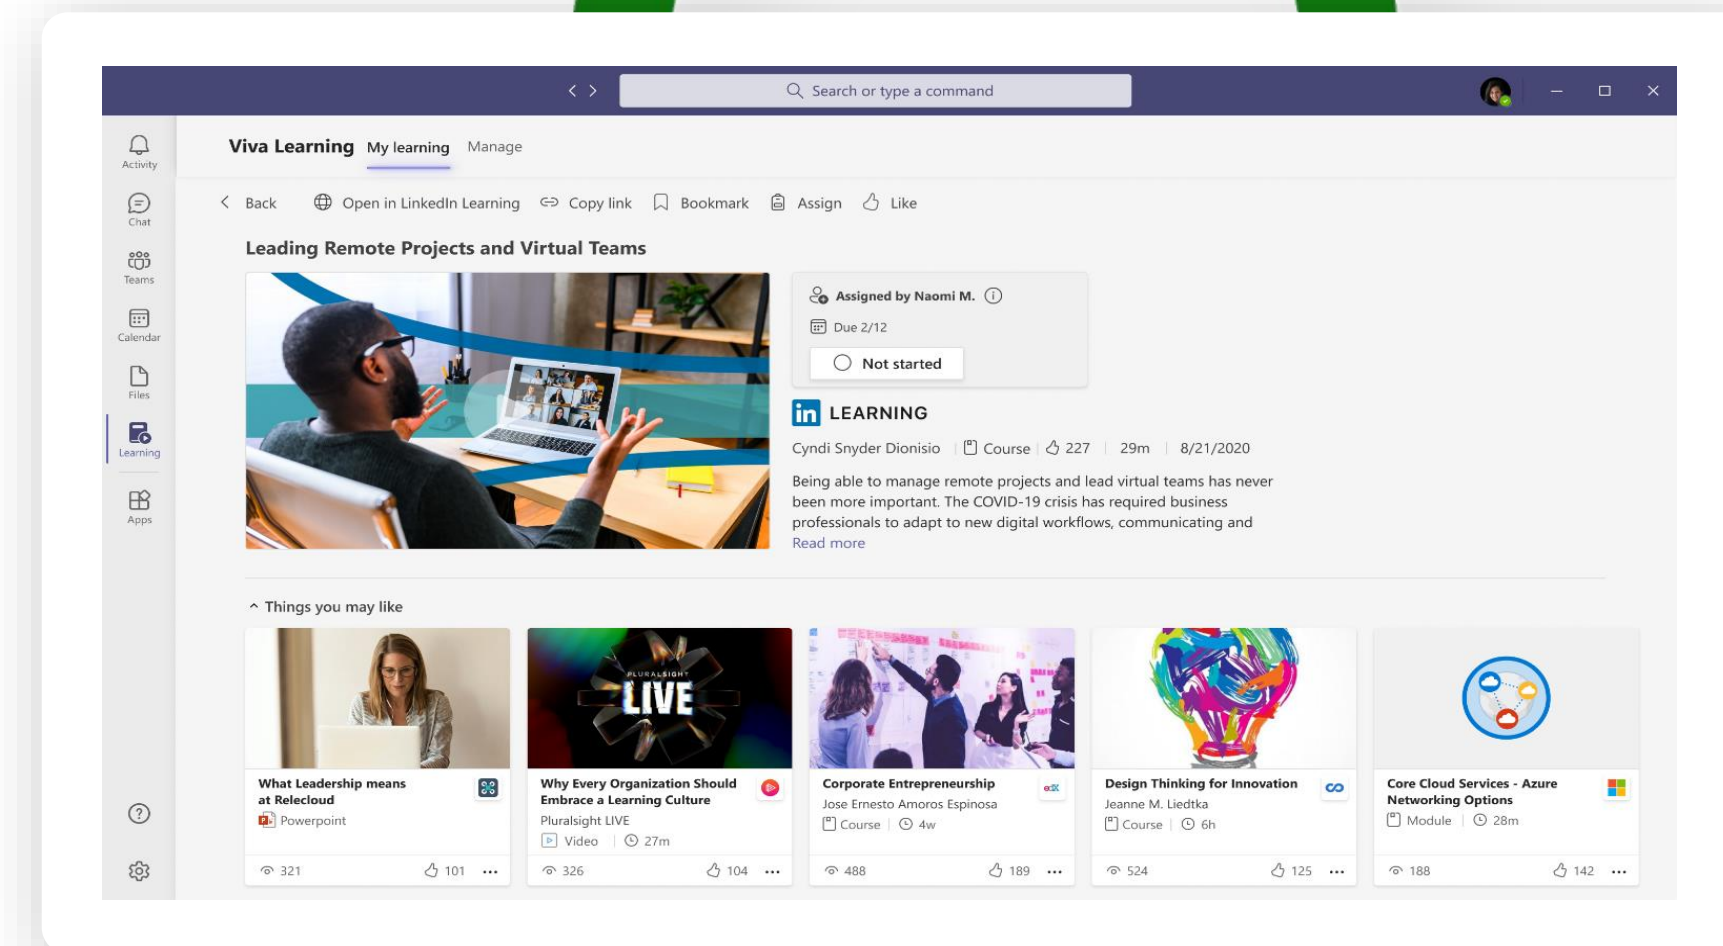 Search or type a command
Activity
Chat
Teams
Calendar
Files
Learning
Apps
Viva Learning My learning Manage
Back Open in LinkedIn Learning Copy link Bookmark Assign Like
Leading Remote Projects and Virtual Teams
Assigned by Naomi M.
Due 2/12
Not started
in LEARNING
Cyndi Snyder Dionisio Course 227 29m 8/21/2020
Being able to manage remote projects and lead virtual teams has never
been more important. The COVID-19 crisis has required business
professionals to adapt to new digital workflows, communicating and
Read more
Things you may like
What Leadership means
at Relecloud
Powerpoint
321 101
PLURALSIGHT
LIVE
Why Every Organization Should
Embrace a Learning Culture
Pluralsight LIVE
Video 27m
326 104
Corporate Entrepreneurship
edX
Jose Ernesto Amoros Espinosa
Course 4w
488 189
Design Thinking for Innovation
Jeanne M. Liedtka
Course 6h
524 125
Core Cloud Services - Azure
Networking Options
Module 28m
188 142